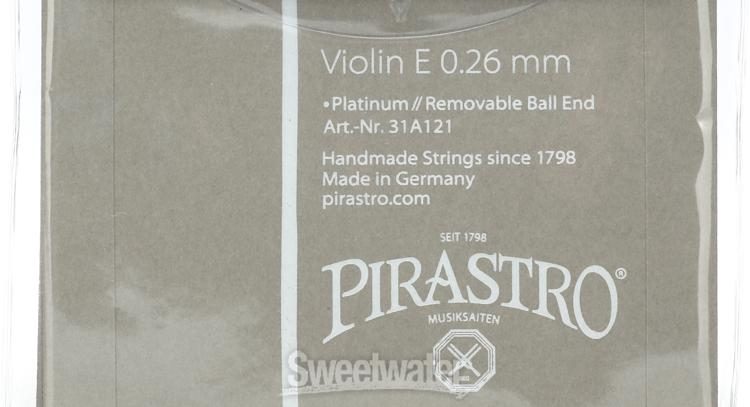 Violin E 0.26 mm
•Platinum // Removable Ball End
Art.-Nr. 31A121
Handmade Strings since 1798
Made in Germany
pirastro.com
SEIT 1798
PIRASTRO®
MUSIKSAITEN
Sweetwater